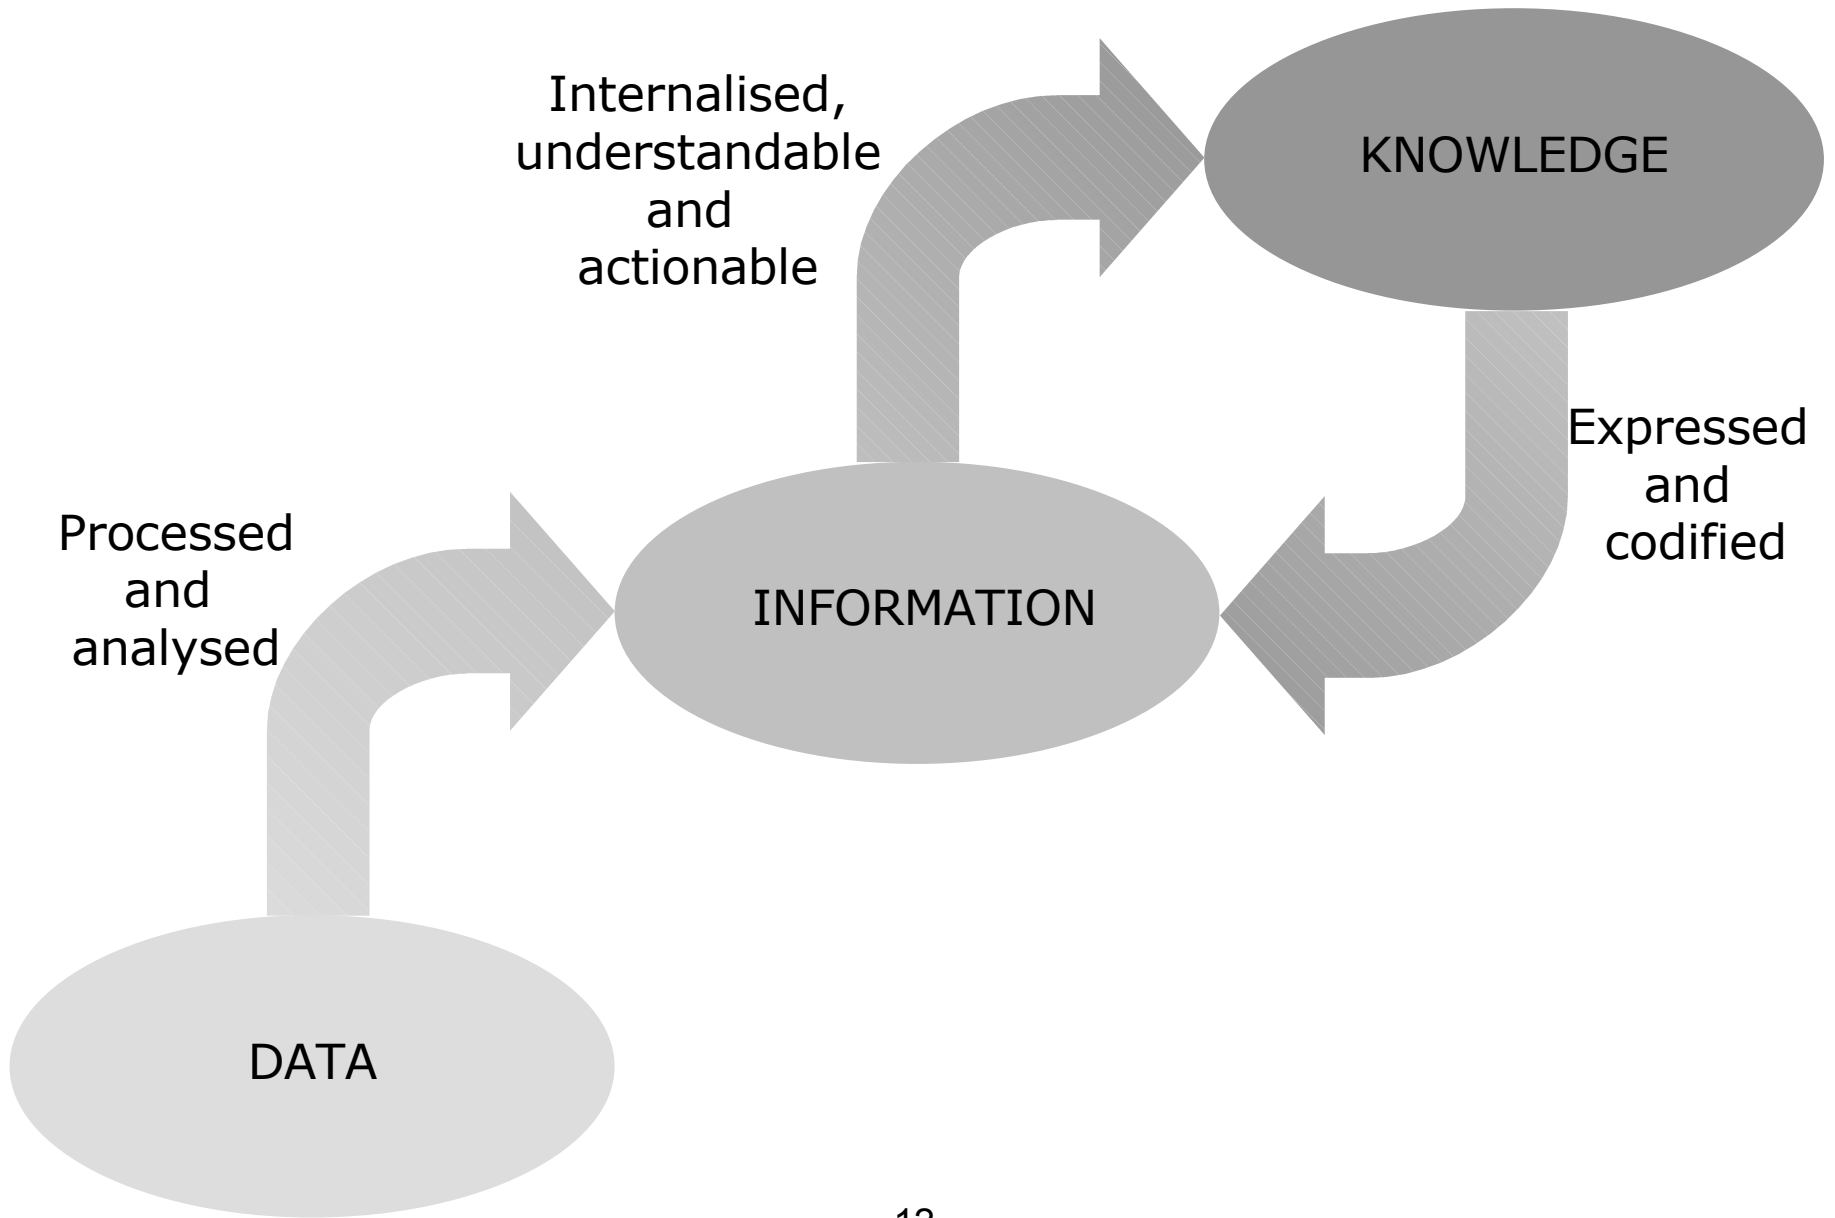 Internalised,
understandable
and
actionable
KNOWLEDGE
Expressed
and
codified
Processed
and
analysed
INFORMATION
DATA